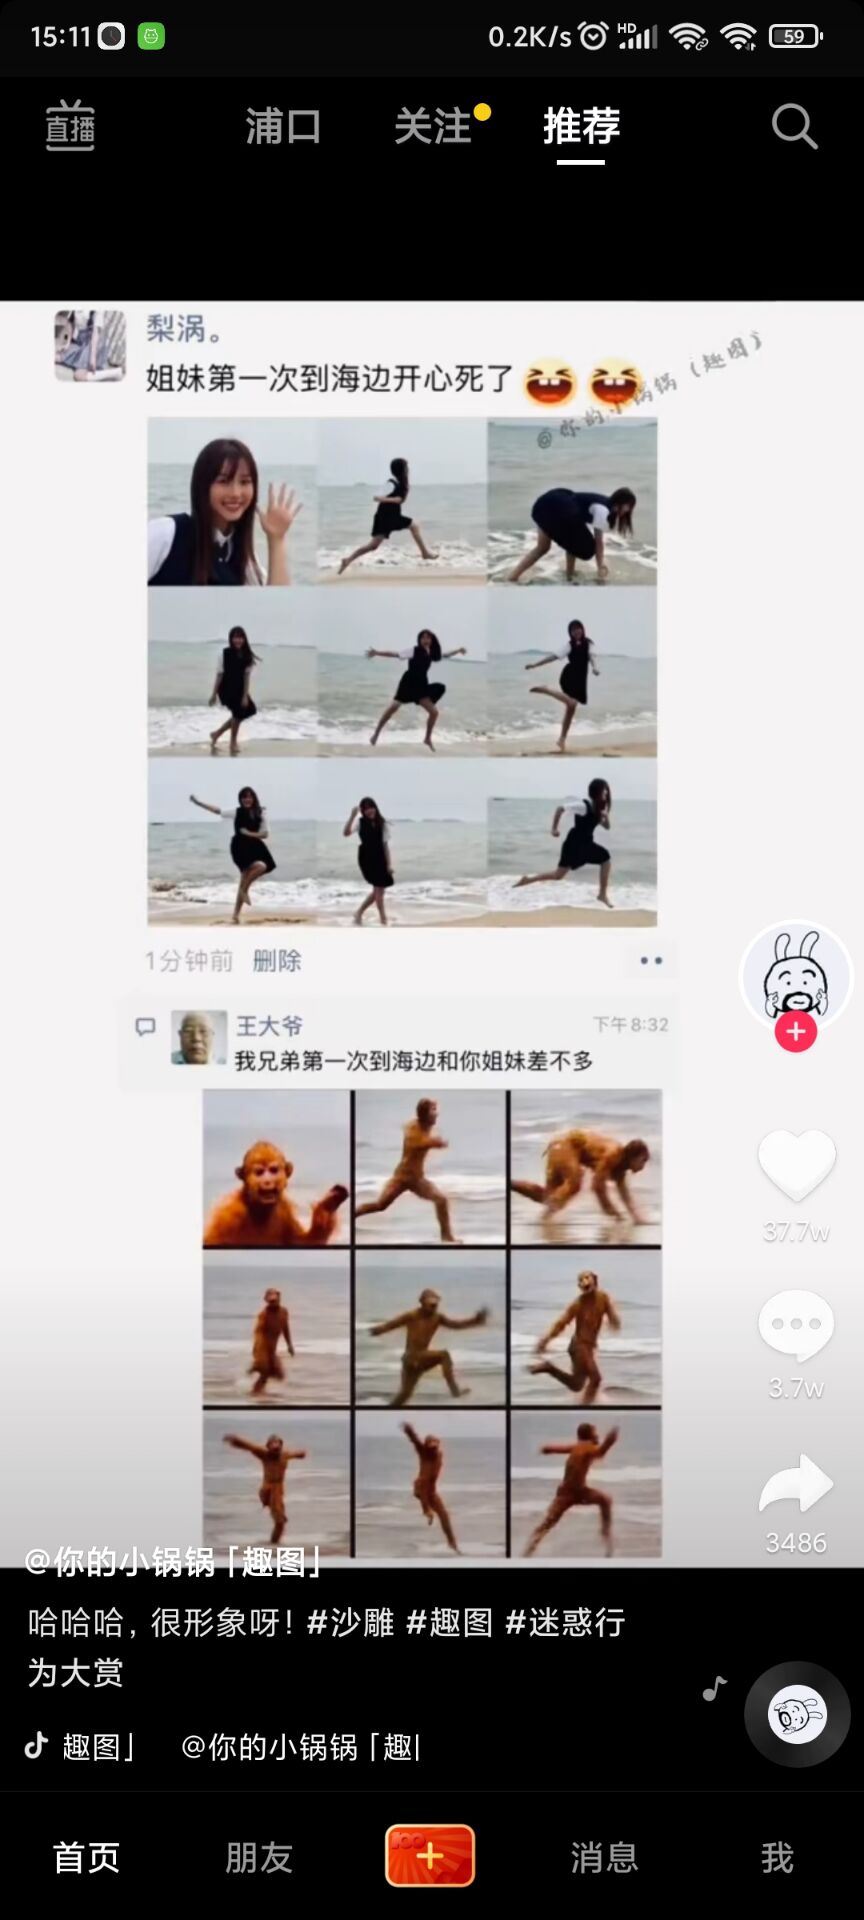 15:11 0.2K/s HD 59
直播 浦口 关注 推荐
梨涡。
姐妹第一次到海边开心死了
@你的小锅锅（趣图）
1分钟前 删除
王大爷 下午8:32
我兄弟第一次到海边和你姐妹差不多
37.7w
3.7w
3486
@你的小锅锅「趣图」
哈哈哈，很形象呀！#沙雕 #趣图 #迷惑行
为大赏
趣图」 @你的小锅锅「趣
100
首页 朋友 消息 我